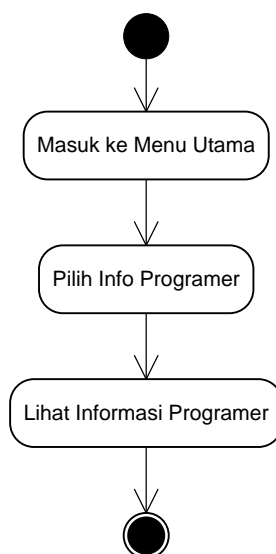 Masuk ke Menu Utama
Pilih Info Programer
Lihat Informasi Programer